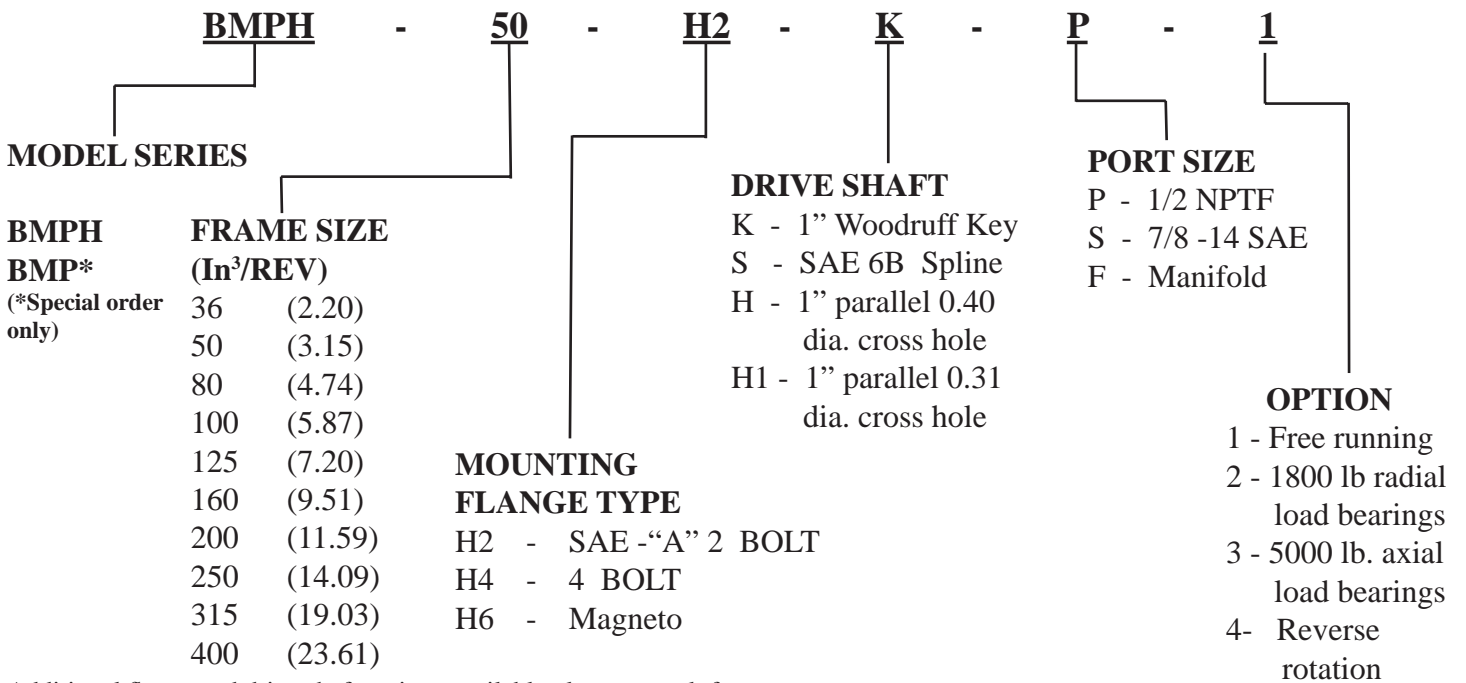 BMPH - 50 - H2 - K - P - 1
MODEL SERIES
BMPH
BMP*
(*Special order
only)
FRAME SIZE
(In³/REV)
36 (2.20)
50 (3.15)
80 (4.74)
100 (5.87)
125 (7.20)
160 (9.51)
200 (11.59)
250 (14.09)
315 (19.03)
400 (23.61)
MOUNTING
FLANGE TYPE
H2 - SAE -“A” 2 BOLT
H4 - 4 BOLT
H6 - Magneto
DRIVE SHAFT
K - 1” Woodruff Key
S - SAE 6B Spline
H - 1” parallel 0.40
dia. cross hole
H1 - 1” parallel 0.31
dia. cross hole
PORT SIZE
P - 1/2 NPTF
S - 7/8 -14 SAE
F - Manifold
OPTION
1 - Free running
2 - 1800 lb radial
load bearings
3 - 5000 lb. axial
load bearings
4- Reverse
rotation